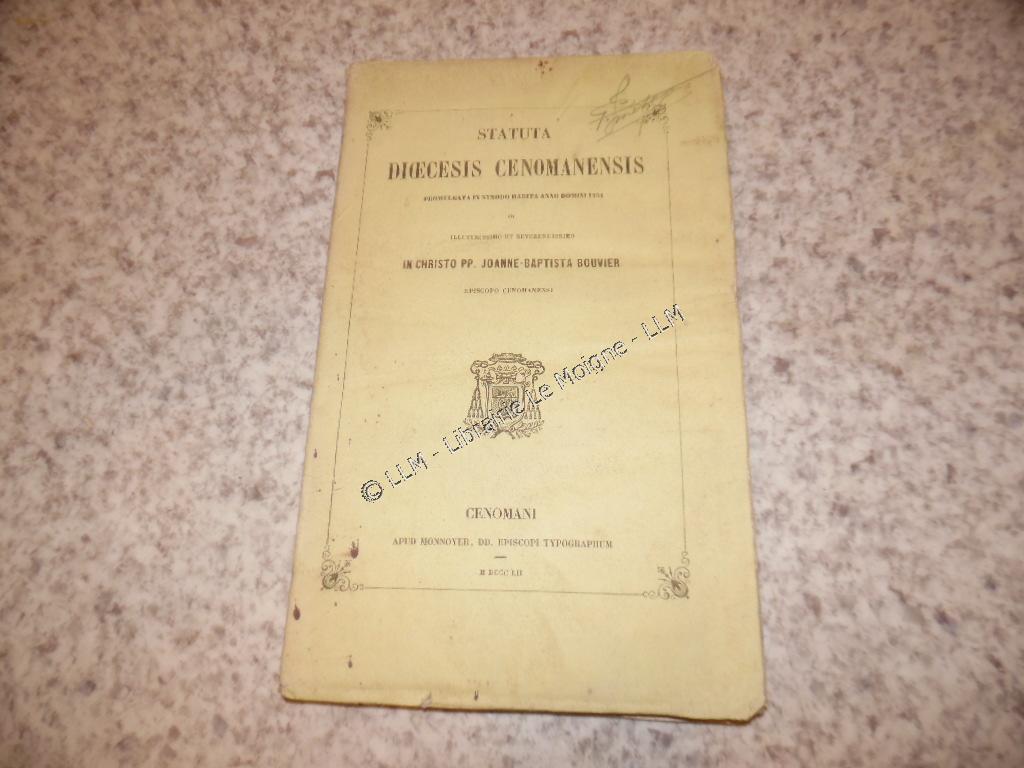 STATUTA
DIŒCESIS CENOMANENSIS
PROMULGATA IN SYNODO HABITA ANNO DOMINI 1851
ILLUSTRISSIMO ET REVERENDISSIMO
IN CHRISTO PP. JOANNE-BAPTISTA BOUVIER
EPISCOPO CENOMANENSI
© LLM - Librairie Le Moigne - LLM
CENOMANI
APUD MONNOYER, DD. EPISCOPI TYPOGRAPHUM
M DCCC LII